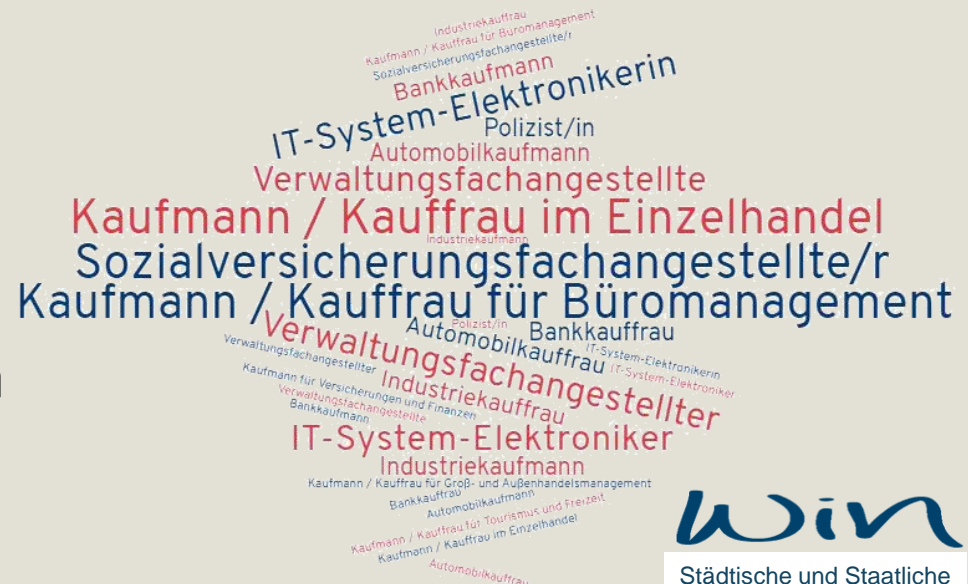 Industriekauffrau
Kaufmann / Kauffrau für Büromanagement
Sozialversicherungsfachangestellte/r
Bankkaufmann
IT-System-Elektronikerin
Polizist/in
Automobilkaufmann
Verwaltungsfachangestellte
Kaufmann / Kauffrau im Einzelhandel
Industriekaufmann
Sozialversicherungsfachangestellte/r
Kaufmann / Kauffrau für Büromanagement
Polizist/in
Automobilkauffrau
Bankkauffrau
Verwaltungsfachangestellter
IT-System-Elektronikerin
Verwaltungsfachangestellter
IT-System-Elektroniker
Kaufmann für Versicherungen und Finanzen
Industriekauffrau
Verwaltungsfachangestellte
Bankkaufmann
IT-System-Elektroniker
Industriekaufmann
Kaufmann / Kauffrau für Groß- und Außenhandelsmanagement
Bankkauffrau
Automobilkaufmann
Kaufmann / Kauffrau für Tourismus und Freizeit
Kaufmann / Kauffrau im Einzelhandel
Automobilkauffrau
win
Städtische und Staatliche